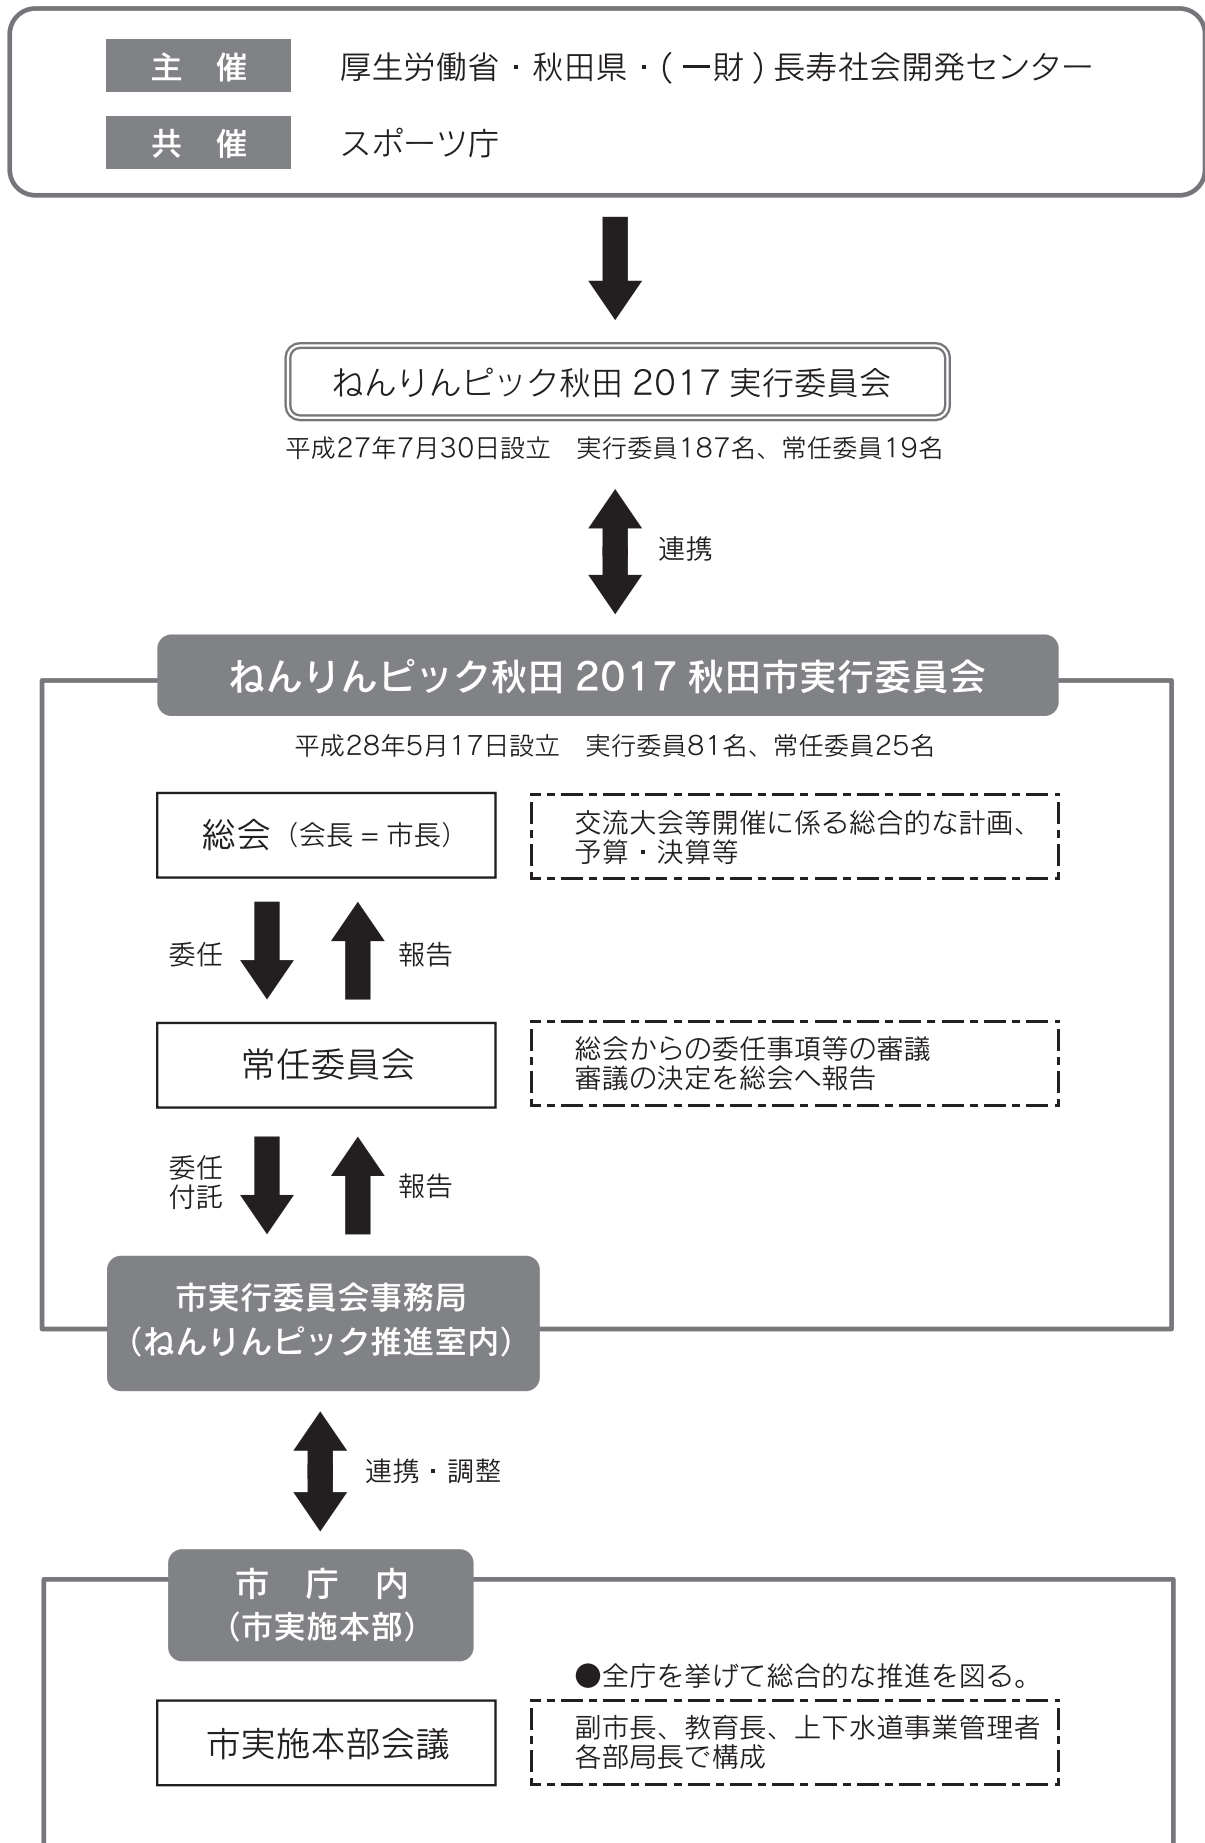 主　催　厚生労働省・秋田県・(一財)長寿社会開発センター
共　催　スポーツ庁
ねんりんピック秋田 2017 実行委員会
平成27年7月30日設立　実行委員187名、常任委員19名
連携
ねんりんピック秋田 2017 秋田市実行委員会
平成28年5月17日設立　実行委員81名、常任委員25名
総会（会長 = 市長）
交流大会等開催に係る総合的な計画、
予算・決算等
委任
報告
常任委員会
総会からの委任事項等の審議
審議の決定を総会へ報告
委任
付託
報告
市実行委員会事務局
（ねんりんピック推進室内）
連携・調整
市　庁　内
（市実施本部）
●全庁を挙げて総合的な推進を図る。
市実施本部会議
副市長、教育長、上下水道事業管理者
各部局長で構成